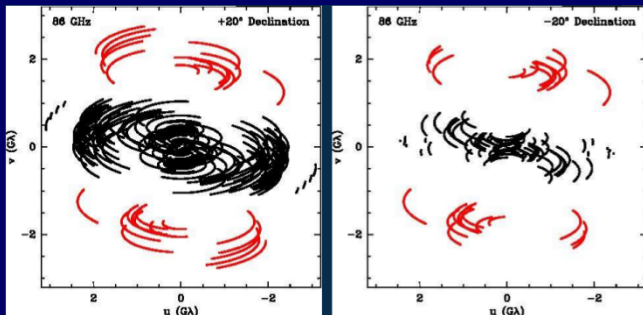 86 GHz +20° Declination
2
0
-2
v (Gλ)
2 0 -2
u (Gλ)
86 GHz -20° Declination
2
0
-2
v (Gλ)
2 0 -2
u (Gλ)